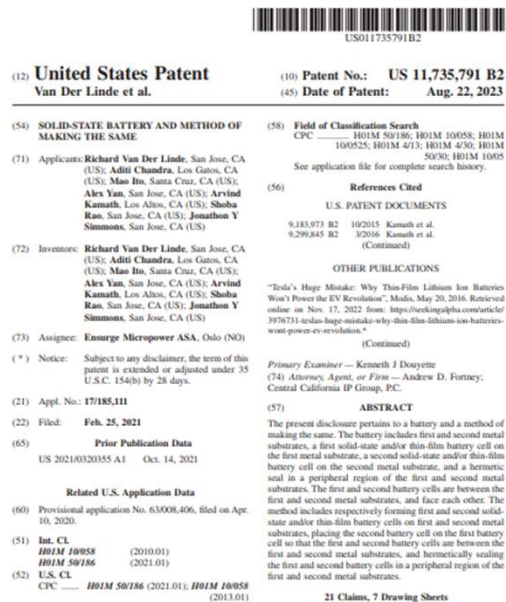 US011735791B2
(12) United States Patent
Van Der Linde et al.
(10) Patent No.: US 11,735,791 B2
(45) Date of Patent: Aug. 22, 2023
(54) SOLID-STATE BATTERY AND METHOD OF
MAKING THE SAME
(71) Applicants: Richard Van Der Linde, San Jose, CA
(US); Aditi Chandra, Los Gatos, CA
(US); Mao Ito, Santa Cruz, CA (US);
Alex Yan, San Jose, CA (US); Arvind
Kamath, Los Altos, CA (US); Shoba
Rao, San Jose, CA (US); Jonathon Y
Simmons, San Jose, CA (US)
(72) Inventors: Richard Van Der Linde, San Jose, CA
(US); Aditi Chandra, Los Gatos, CA
(US); Mao Ito, Santa Cruz, CA (US);
Alex Yan, San Jose, CA (US); Arvind
Kamath, Los Altos, CA (US); Shoba
Rao, San Jose, CA (US); Jonathon Y
Simmons, San Jose, CA (US)
(73) Assignee: Ensurge Micropower ASA, Oslo (NO)
( * ) Notice: Subject to any disclaimer, the term of this
patent is extended or adjusted under 35
U.S.C. 154(b) by 28 days.
(21) Appl. No.: 17/185,111
(22) Filed: Feb. 25, 2021
(65) Prior Publication Data
US 2021/0320355 A1 Oct. 14, 2021
Related U.S. Application Data
(60) Provisional application No. 63/008,406, filed on Apr.
10, 2020.
(51) Int. Cl.
H01M 10/058 (2010.01)
H01M 50/186 (2021.01)
(52) U.S. Cl.
CPC ...... H01M 50/186 (2021.01); H01M 10/058
(2013.01)
(58) Field of Classification Search
CPC ........... H01M 50/186; H01M 10/058; H01M
10/0525; H01M 4/13; H01M 4/30; H01M
50/30; H01M 10/05
See application file for complete search history.
(56) References Cited
U.S. PATENT DOCUMENTS
9,183,973 B2 10/2015 Kamath et al.
9,299,845 B2 3/2016 Kamath et al.
(Continued)
OTHER PUBLICATIONS
"Tesla's Huge Mistake: Why Thin-Film Lithium Ion Batteries
Won't Power the EV Revolution", Modis, May 20, 2016. Retrieved
online on Nov. 17, 2022 from: https://seekingalpha.com/article/
3976731-teslas-huge-mistake-why-thin-film-lithium-ion-batteries-
wont-power-ev-revolution.*
(Continued)
Primary Examiner — Kenneth J Douyette
(74) Attorney, Agent, or Firm — Andrew D. Fortney;
Central California IP Group, P.C.
(57) ABSTRACT
The present disclosure pertains to a battery and a method of
making the same. The battery includes first and second metal
substrates, a first solid-state and/or thin-film battery cell on
the first metal substrate, a second solid-state and/or thin-film
battery cell on the second metal substrate, and a hermetic
seal in a peripheral region of the first and second metal
substrates. The first and second battery cells are between the
first and second metal substrates, and face each other. The
method includes respectively forming first and second solid-
state and/or thin-film battery cells on first and second metal
substrates, placing the second battery cell on the first battery
cell so that the first and second battery cells are between the
first and second metal substrates, and hermetically sealing
the first and second battery cells in a peripheral region of the
first and second metal substrates.
21 Claims, 7 Drawing Sheets